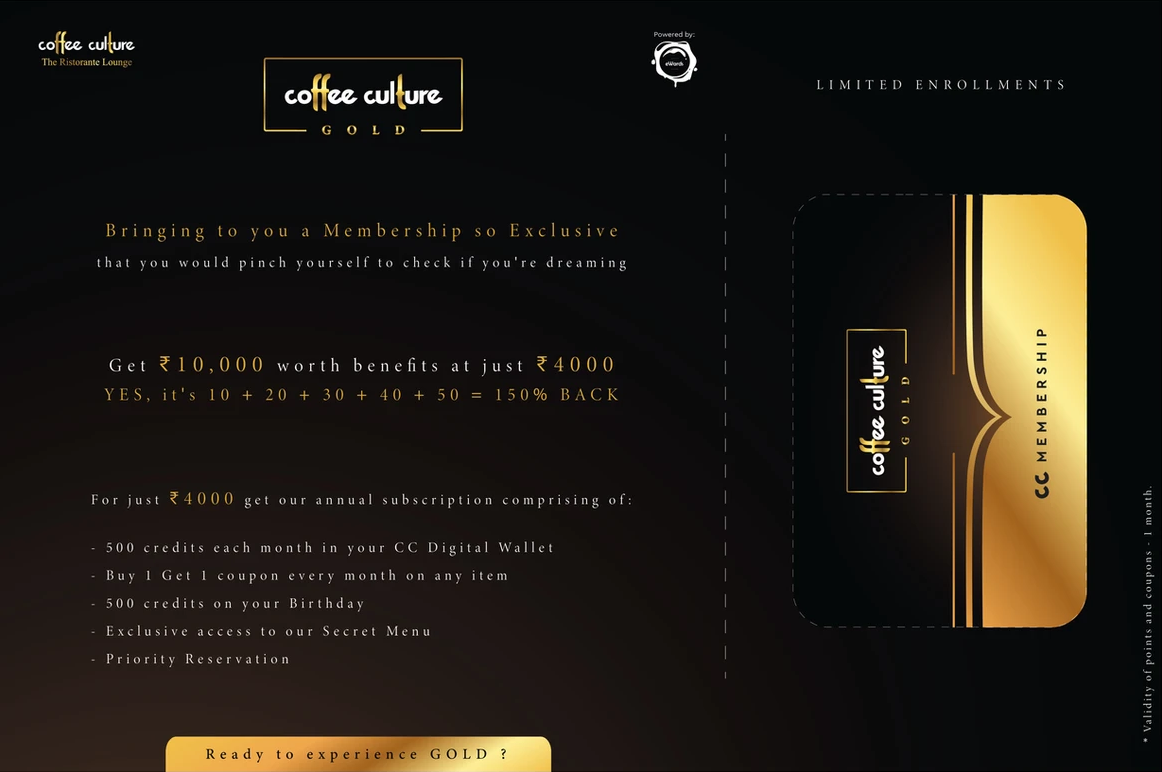 coffee culture
The Ristorante Lounge
coffee culture
GOLD
Powered by:
eWards
LIMITED ENROLLMENTS
Bringing to you a Membership so Exclusive
that you would pinch yourself to check if you're dreaming
Get ₹10,000 worth benefits at just ₹4000
YES, it's 10 + 20 + 30 + 40 + 50 = 150% BACK
For just ₹4000 get our annual subscription comprising of:
- 500 credits each month in your CC Digital Wallet
- Buy 1 Get 1 coupon every month on any item
- 500 credits on your Birthday
- Exclusive access to our Secret Menu
- Priority Reservation
Ready to experience GOLD ?
coffee culture
GOLD
CC MEMBERSHIP
* Validity of points and coupons - 1 month.